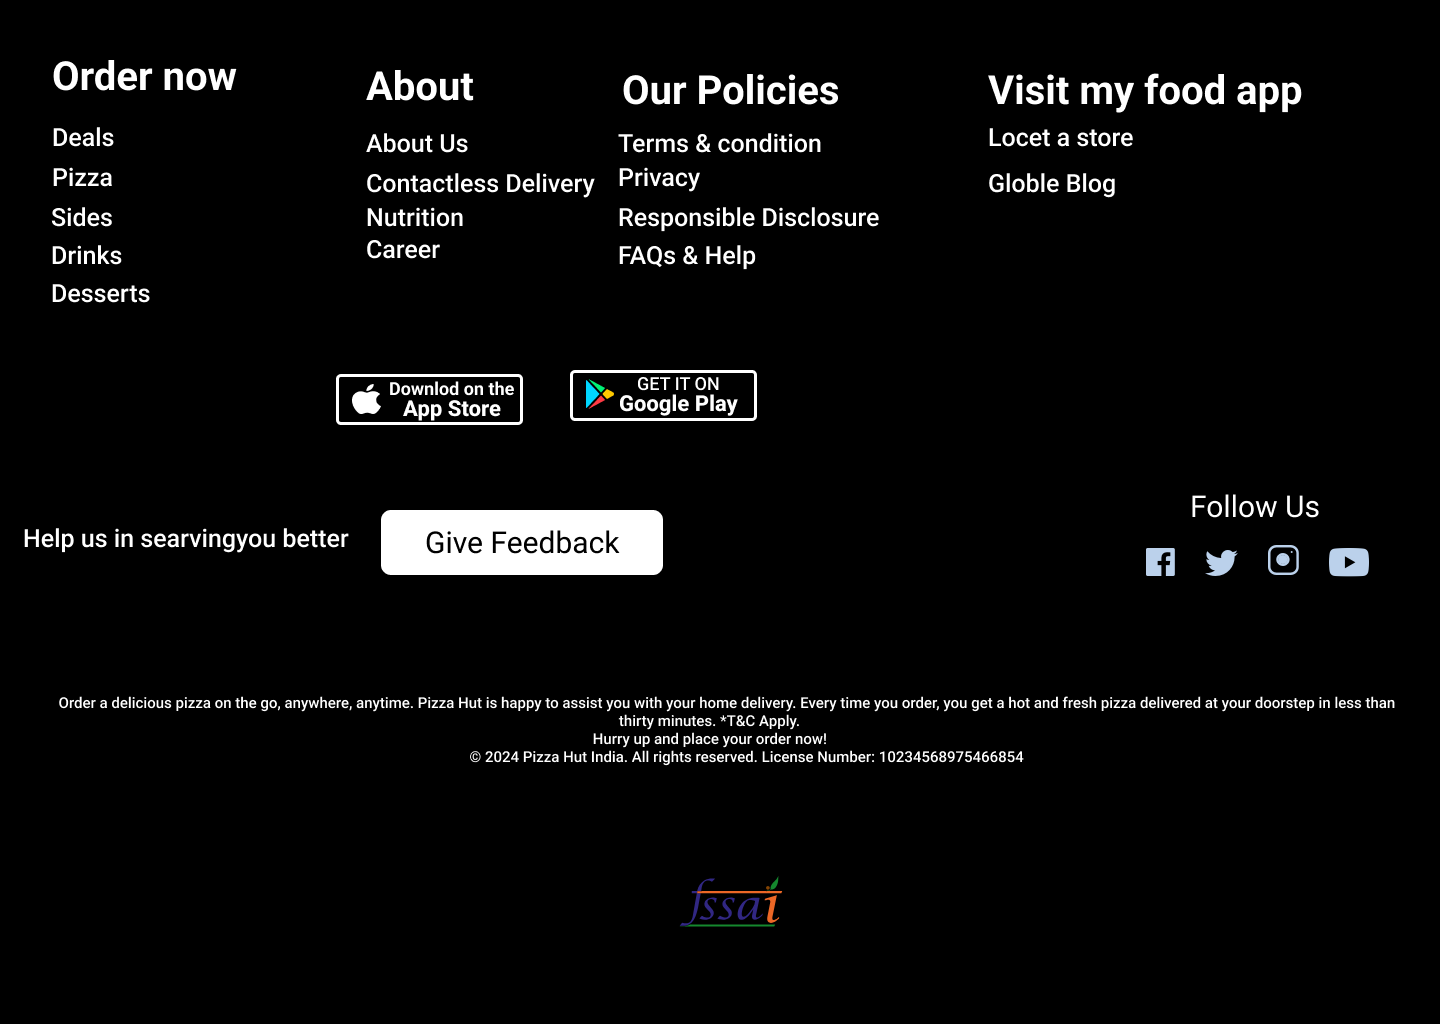 Order now
Deals
Pizza
Sides
Drinks
Desserts
About
About Us
Contactless Delivery
Nutrition
Career
Our Policies
Terms & condition
Privacy
Responsible Disclosure
FAQs & Help
Visit my food app
Locet a store
Globle Blog
Downlod on the
App Store
GET IT ON
Google Play
Help us in searvingyou better
Give Feedback
Follow Us
Order a delicious pizza on the go, anywhere, anytime. Pizza Hut is happy to assist you with your home delivery. Every time you order, you get a hot and fresh pizza delivered at your doorstep in less than
thirty minutes. *T&C Apply.
Hurry up and place your order now!
© 2024 Pizza Hut India. All rights reserved. License Number: 10234568975466854
fssai